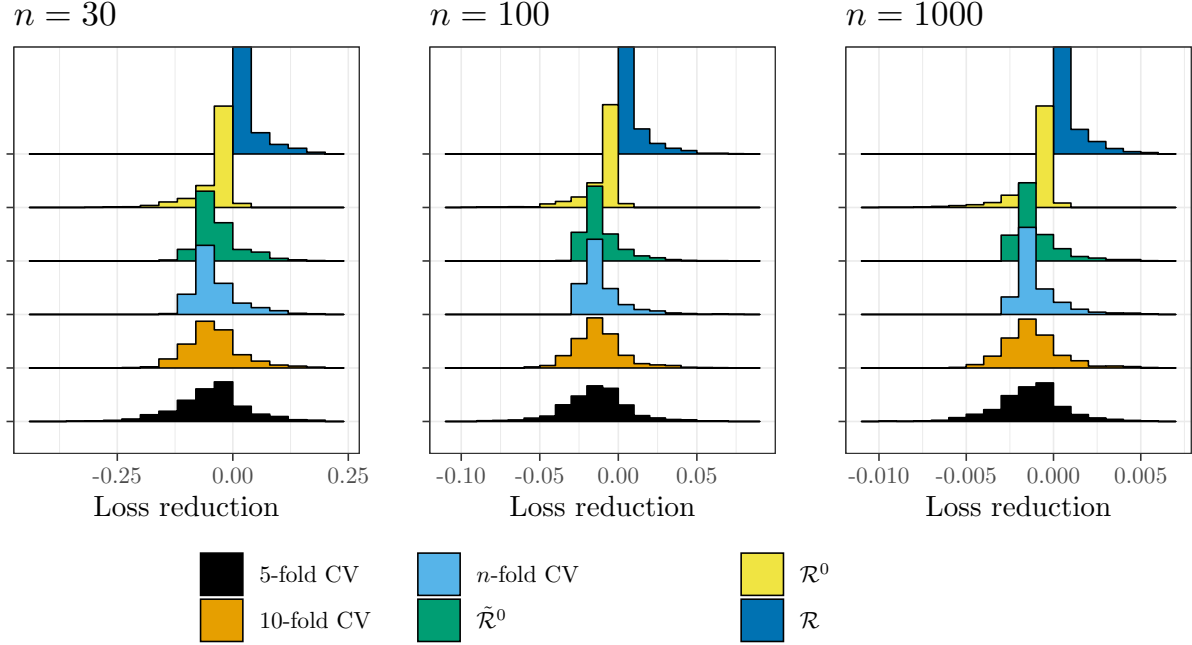 n = 30 n = 100 n = 1000
-0.25 0.00 0.25 -0.10 -0.05 0.00 0.05 -0.010 -0.005 0.000 0.005
Loss reduction Loss reduction Loss reduction
5-fold CV n-fold CV ℛ⁰
10-fold CV ℛ̃⁰ ℛ